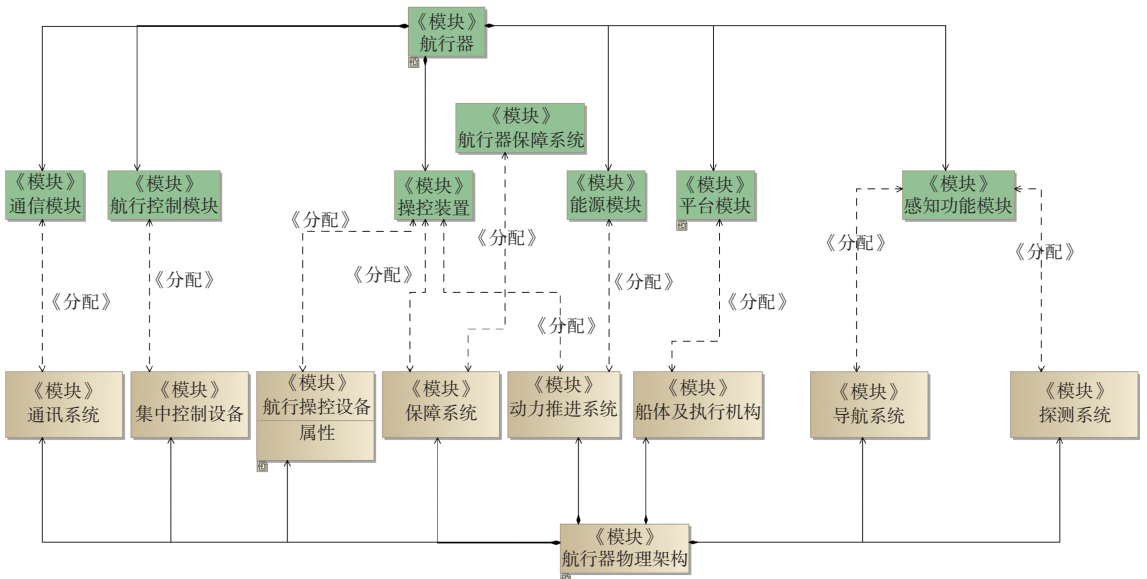 《模块》
航行器
《模块》
航行器保障系统
《模块》
通信模块
《模块》
航行控制模块
《模块》
操控装置
《模块》
能源模块
《模块》
平台模块
《模块》
感知功能模块
《分配》
《分配》
《分配》
《分配》
《分配》
《分配》
《分配》
《分配》
《分配》
《模块》
通讯系统
《模块》
集中控制设备
《模块》
航行操控设备
属性
《模块》
保障系统
《模块》
动力推进系统
《模块》
船体及执行机构
《模块》
导航系统
《模块》
探测系统
《模块》
航行器物理架构